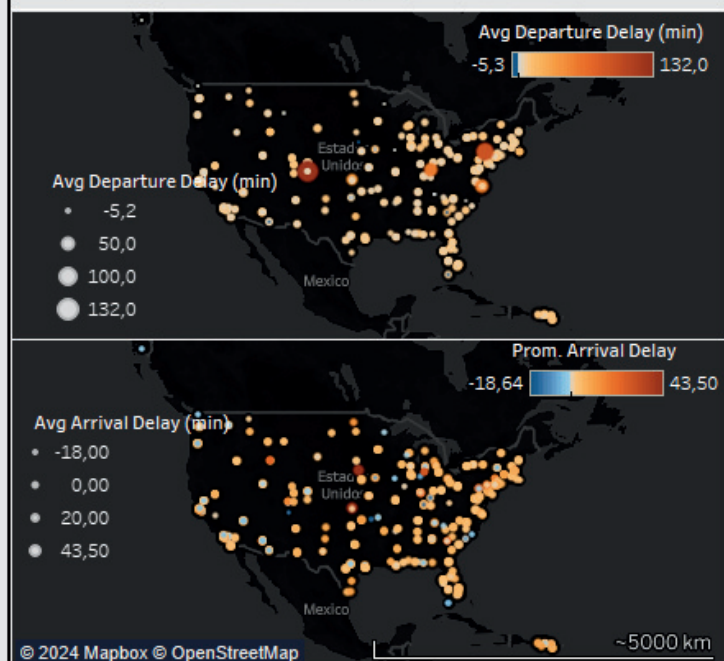 Avg Departure Delay (min)
-5,3 132,0
Estad
Unido
Avg Departure Delay (min)
-5,2
50,0
100,0
132,0
Mexico
Prom. Arrival Delay
-18,64 43,50
Avg Arrival Delay (min)
-18,00
0,00
20,00
43,50
Estad
Unidos
Mexico
~5000 km
© 2024 Mapbox © OpenStreetMap